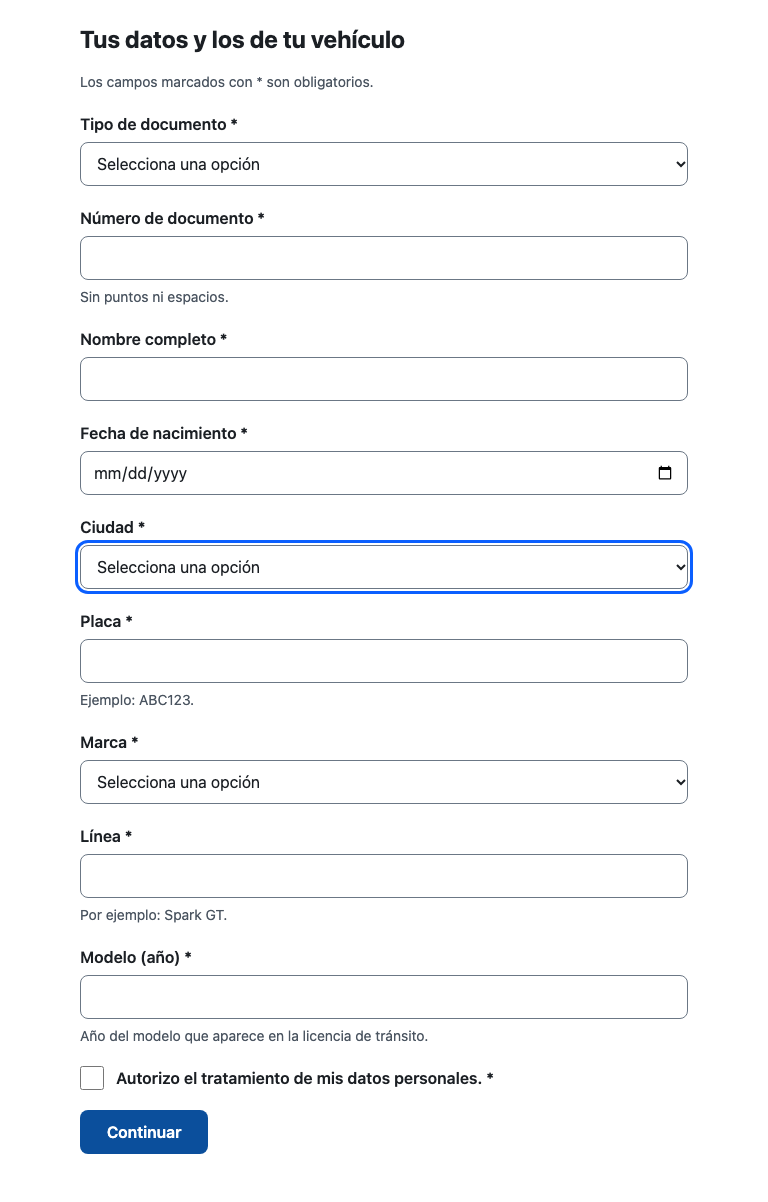 Tus datos y los de tu vehículo
Los campos marcados con * son obligatorios.
Tipo de documento *
Selecciona una opción
Número de documento *
Sin puntos ni espacios.
Nombre completo *
Fecha de nacimiento *
mm/dd/yyyy
Ciudad *
Selecciona una opción
Placa *
Ejemplo: ABC123.
Marca *
Selecciona una opción
Línea *
Por ejemplo: Spark GT.
Modelo (año) *
Año del modelo que aparece en la licencia de tránsito.
Autorizo el tratamiento de mis datos personales. *
Continuar